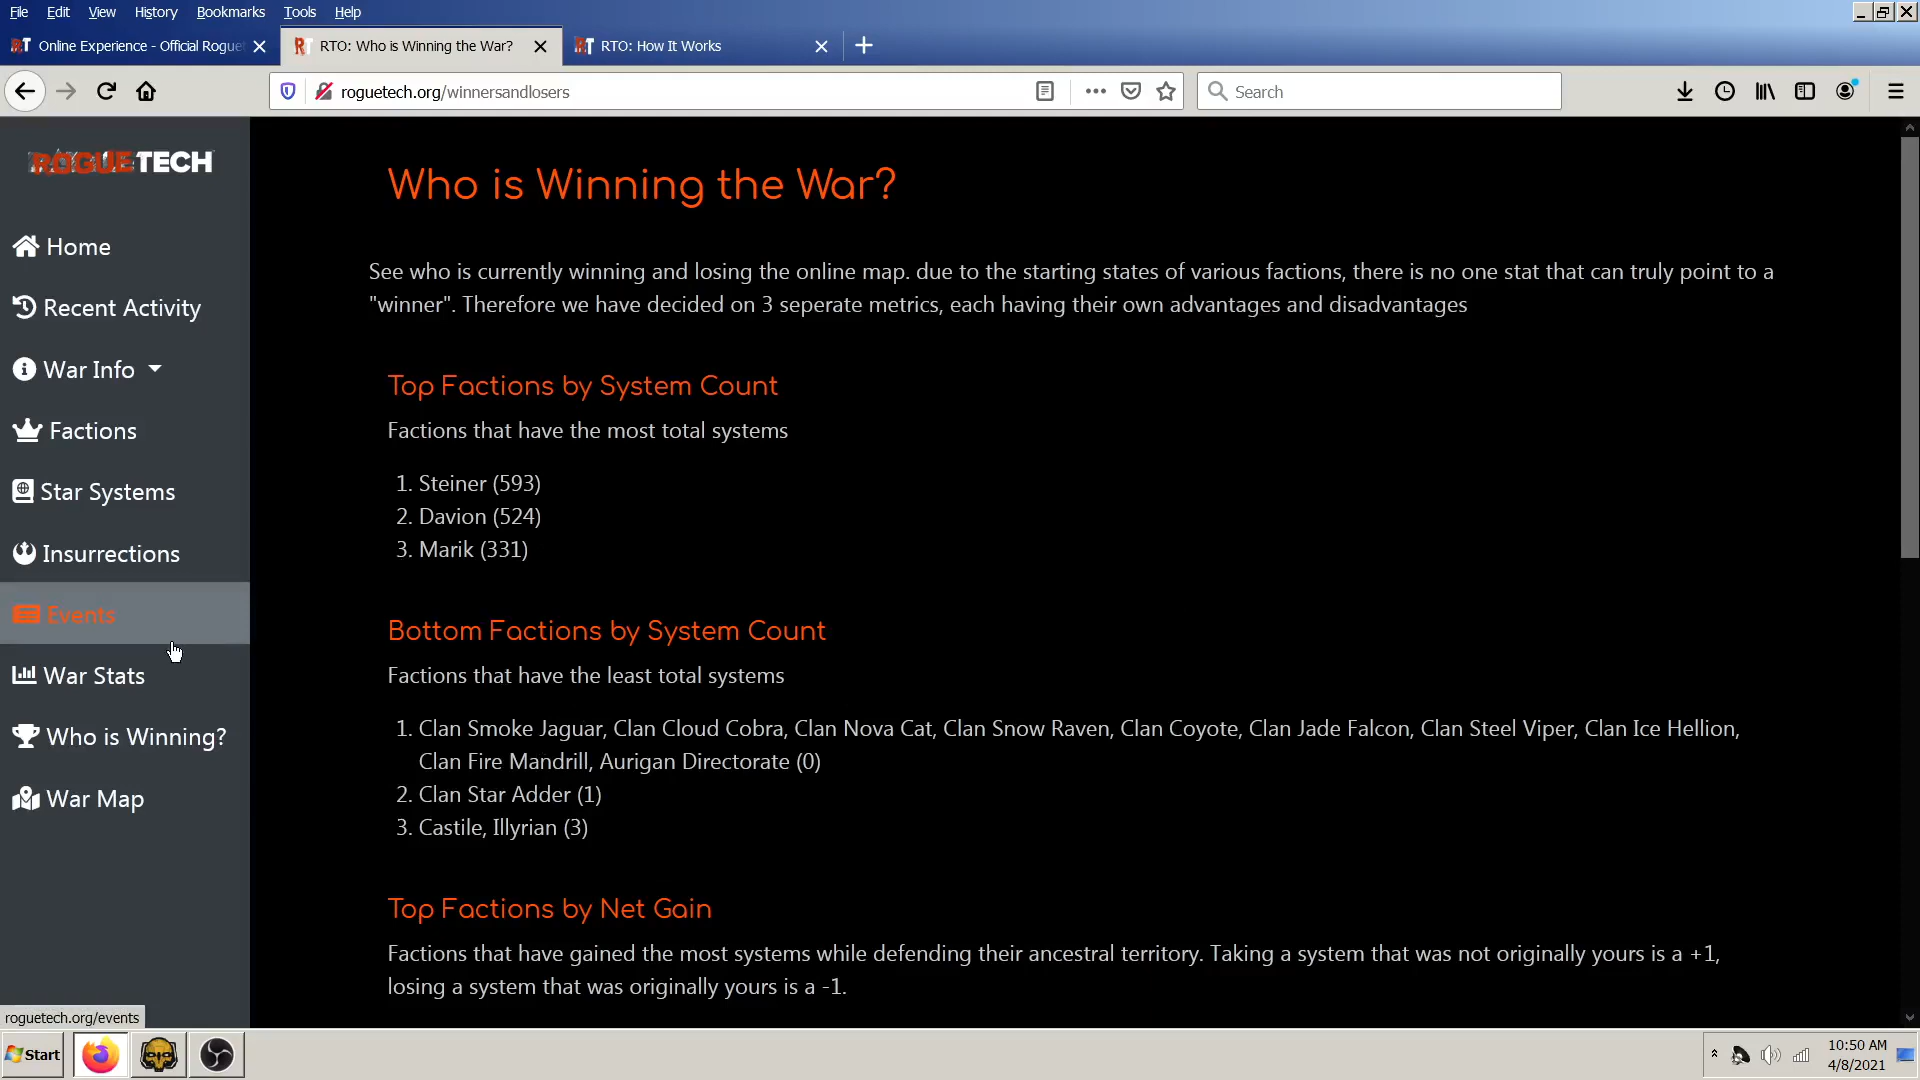 File Edit View History Bookmarks Tools Help
Online Experience - Official Rogue
RTO: Who is Winning the War?
RTO: How It Works
roguetech.org/winnersandlosers
Search
ROGUETECH
Home
Recent Activity
War Info
Factions
Star Systems
Insurrections
Events
War Stats
Who is Winning?
War Map
Who is Winning the War?
See who is currently winning and losing the online map. due to the starting states of various factions, there is no one stat that can truly point to a
"winner". Therefore we have decided on 3 seperate metrics, each having their own advantages and disadvantages
Top Factions by System Count
Factions that have the most total systems
1. Steiner (593)
2. Davion (524)
3. Marik (331)
Bottom Factions by System Count
Factions that have the least total systems
1. Clan Smoke Jaguar, Clan Cloud Cobra, Clan Nova Cat, Clan Snow Raven, Clan Coyote, Clan Jade Falcon, Clan Steel Viper, Clan Ice Hellion,
Clan Fire Mandrill, Aurigan Directorate (0)
2. Clan Star Adder (1)
3. Castile, Illyrian (3)
Top Factions by Net Gain
Factions that have gained the most systems while defending their ancestral territory. Taking a system that was not originally yours is a +1,
losing a system that was originally yours is a -1.
roguetech.org/events
Start
10:50 AM
4/8/2021